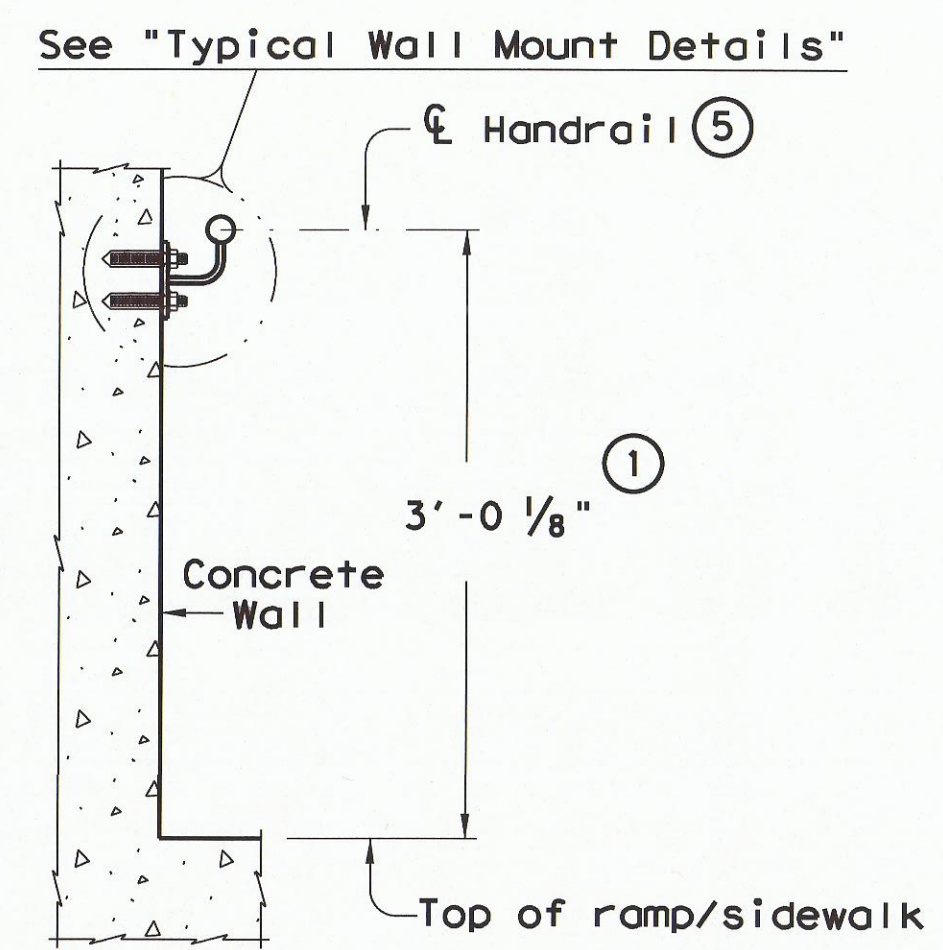 See "Typical Wall Mount Details"
℄ Handrail 5
1
3'-0 1/8"
Concrete
Wall
Top of ramp/sidewalk